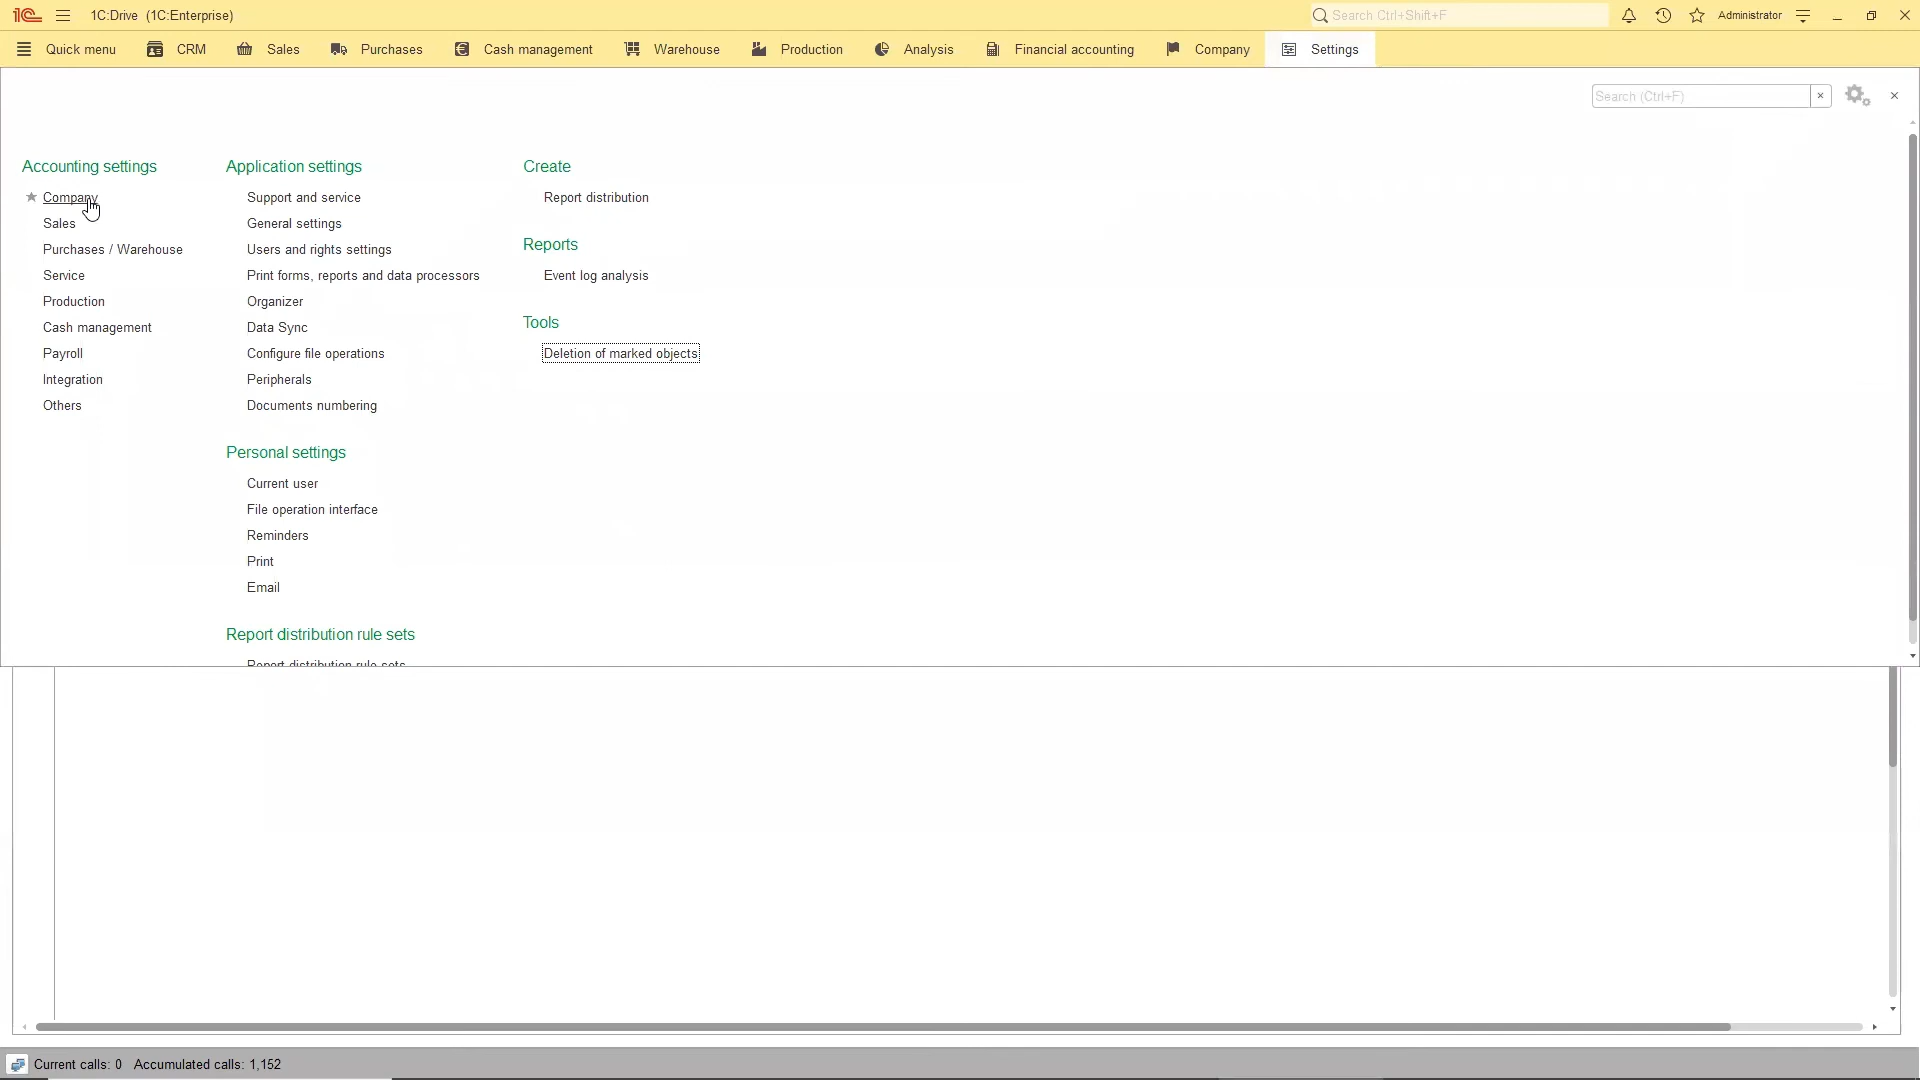 1C:Drive (1C:Enterprise)
Search Ctrl+Shift+F
Administrator
Quick menu
CRM
Sales
Purchases
Cash management
Warehouse
Production
Analysis
Financial accounting
Company
Settings
Search (Ctrl+F)
Accounting settings
Company
Sales
Purchases / Warehouse
Service
Production
Cash management
Payroll
Integration
Others
Application settings
Support and service
General settings
Users and rights settings
Print forms, reports and data processors
Organizer
Data Sync
Configure file operations
Peripherals
Documents numbering
Personal settings
Current user
File operation interface
Reminders
Print
Email
Report distribution rule sets
Report distribution rule sets
Create
Report distribution
Reports
Event log analysis
Tools
Deletion of marked objects
Current calls: 0 Accumulated calls: 1,152